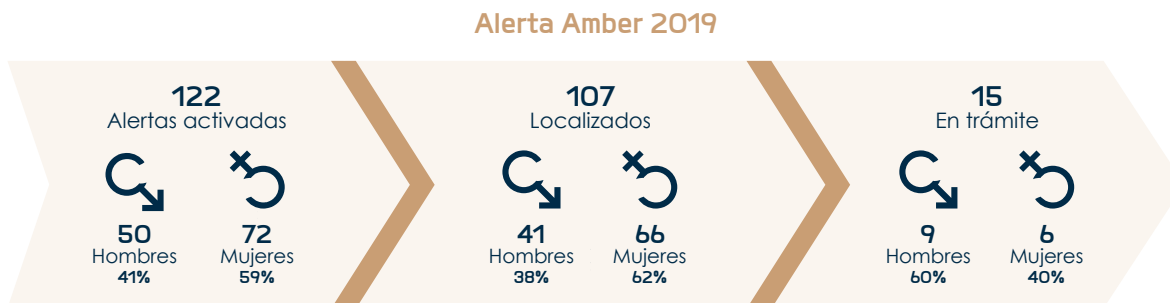 Alerta Amber 2019
122
Alertas activadas
50
Hombres
41%
72
Mujeres
59%
107
Localizados
41
Hombres
38%
66
Mujeres
62%
15
En trámite
9
Hombres
60%
6
Mujeres
40%